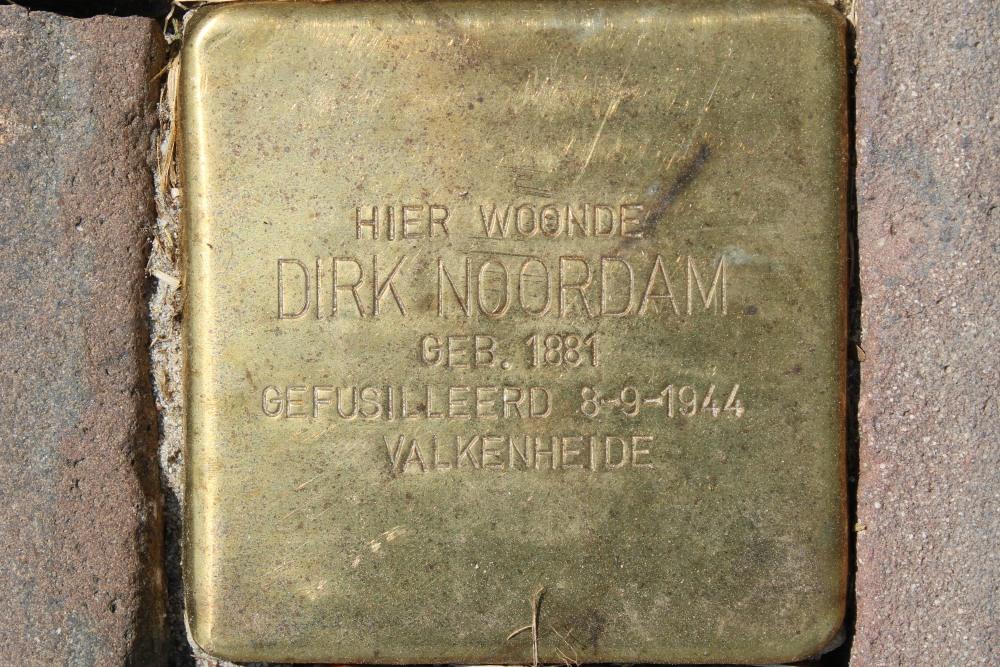 HIER WOONDE
DIRK NOORDAM
GEB. 1881
GEFUSILLEERD 8-9-1944
VALKENHEIDE